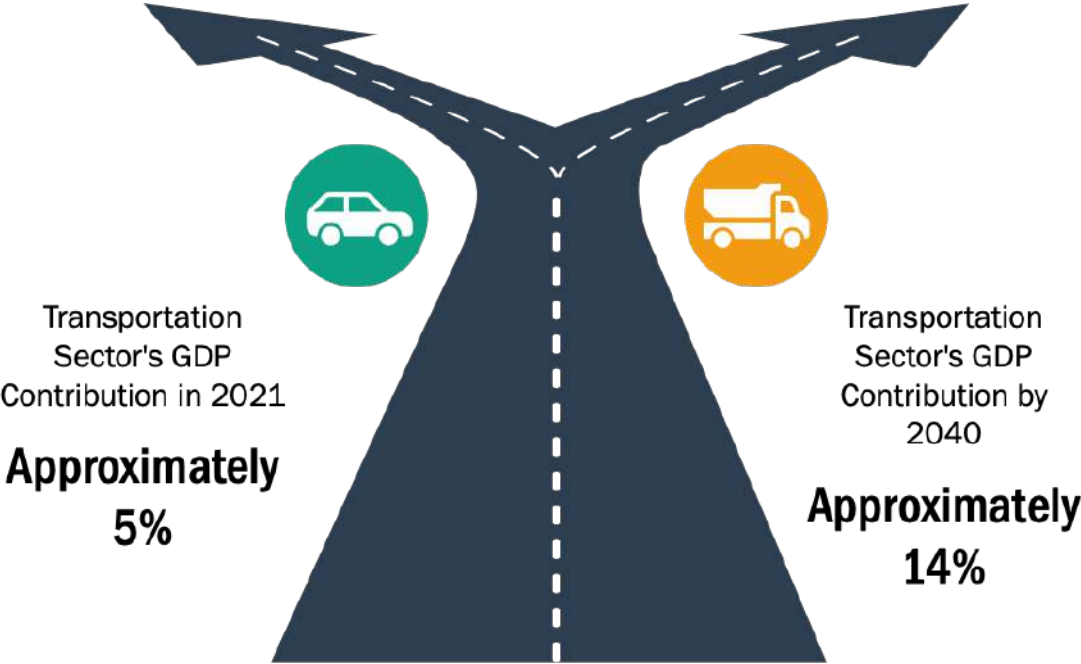 Transportation
Sector's GDP
Contribution in 2021
Approximately
5%
Transportation
Sector's GDP
Contribution by
2040
Approximately
14%